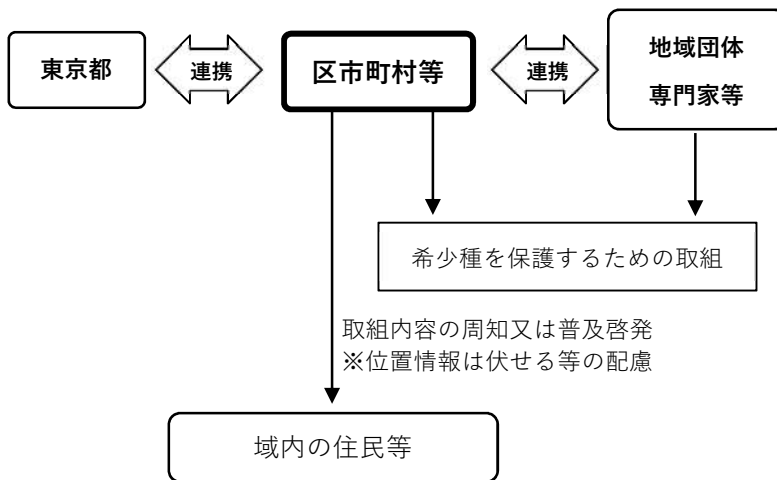 東京都
連携
区市町村等
連携
地域団体
専門家等
希少種を保護するための取組
取組内容の周知又は普及啓発
※位置情報は伏せる等の配慮
域内の住民等